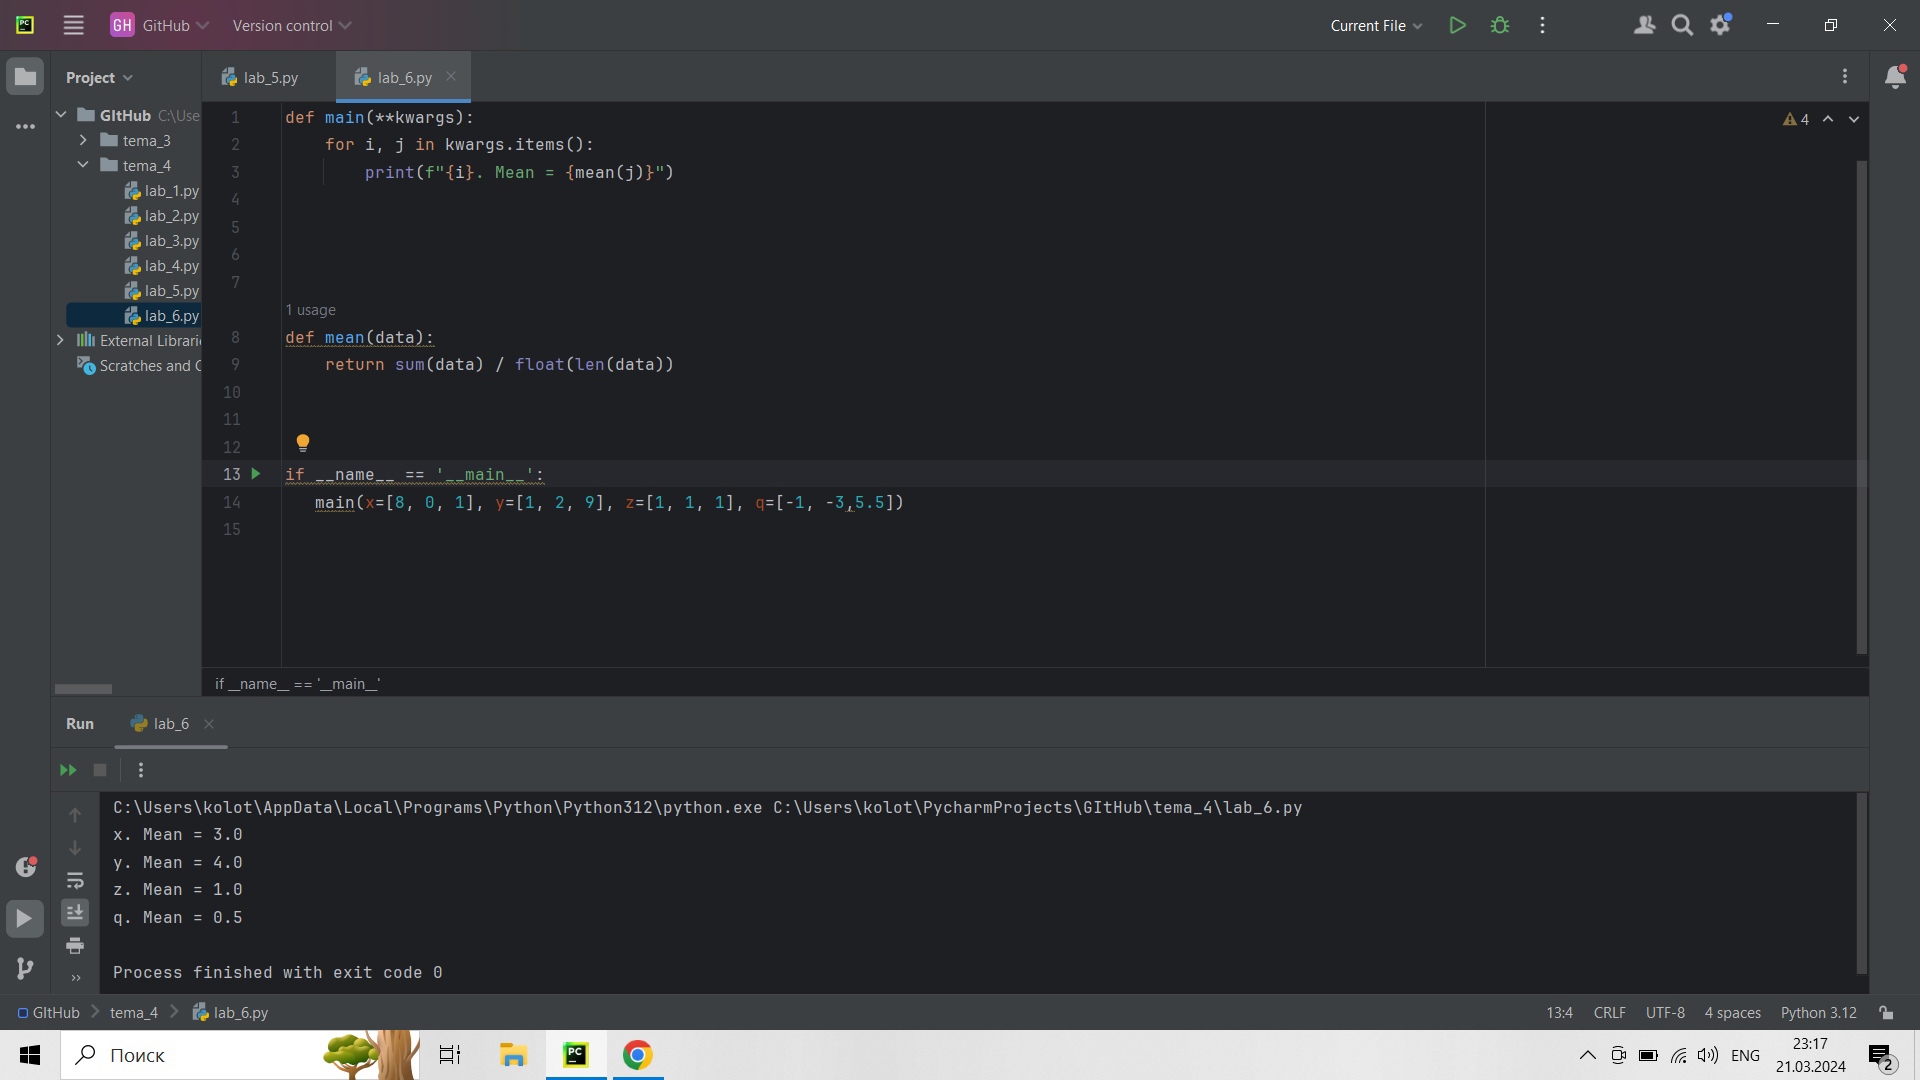 GH GitHub Version control
Current File
Project
lab_5.py
lab_6.py
GItHub C:\Use
tema_3
tema_4
lab_1.py
lab_2.py
lab_3.py
lab_4.py
lab_5.py
lab_6.py
External Librari
Scratches and C
1 def main(**kwargs):
2 for i, j in kwargs.items():
3 print(f"{i}. Mean = {mean(j)}")
4
5
6
7
1 usage
8 def mean(data):
9 return sum(data) / float(len(data))
10
11
12
13 if __name__ == '__main__':
14 main(x=[8, 0, 1], y=[1, 2, 9], z=[1, 1, 1], q=[-1, -3,5.5])
15
4
if __name__ == '__main__'
Run lab_6
C:\Users\kolot\AppData\Local\Programs\Python\Python312\python.exe C:\Users\kolot\PycharmProjects\GItHub\tema_4\lab_6.py
x. Mean = 3.0
y. Mean = 4.0
z. Mean = 1.0
q. Mean = 0.5
Process finished with exit code 0
GItHub tema_4 lab_6.py
13:4 CRLF UTF-8 4 spaces Python 3.12
Поиск
PC
ENG
23:17
21.03.2024
2